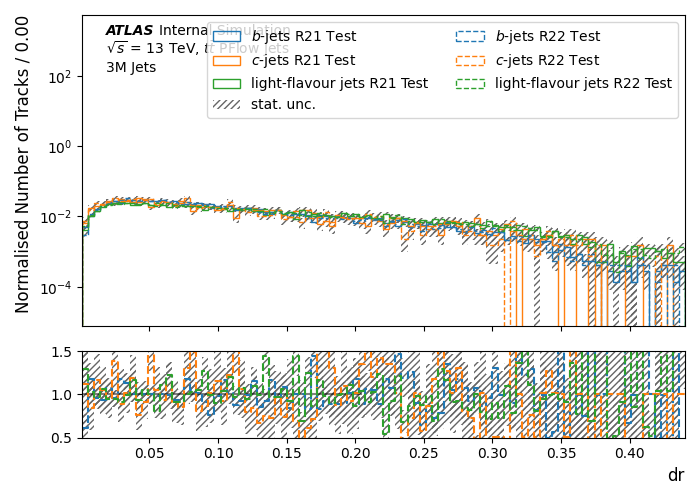 ATLAS Internal Simulation
√s = 13 TeV, tt PFlow jets
3M Jets
b-jets R21 Test
c-jets R21 Test
light-flavour jets R21 Test
stat. unc.
b-jets R22 Test
c-jets R22 Test
light-flavour jets R22 Test
Normalised Number of Tracks / 0.00
10²
10⁰
10⁻²
10⁻⁴
1.5
1.0
0.5
0.05 0.10 0.15 0.20 0.25 0.30 0.35 0.40
dr